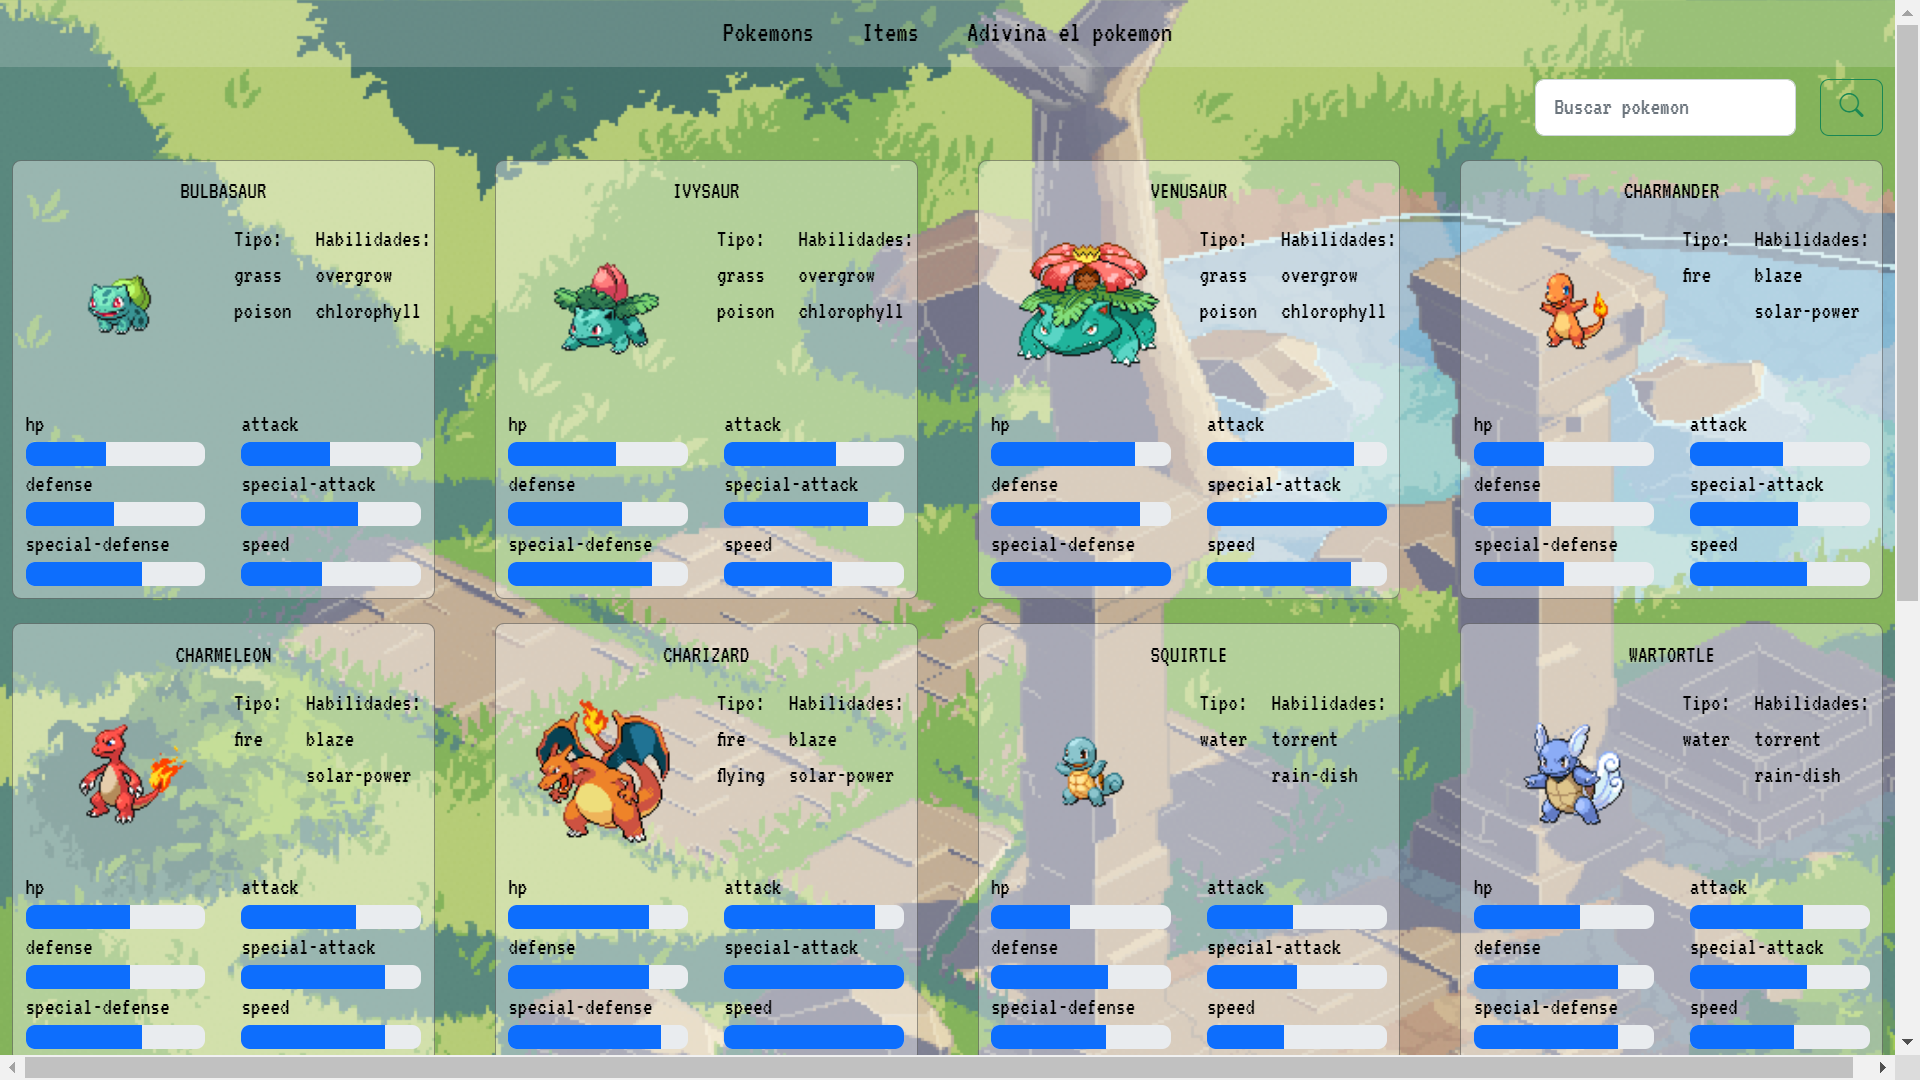 Pokemons Items Adivina el pokemon
Buscar pokemon
BULBASAUR
Tipo: Habilidades:
grass overgrow
poison chlorophyll
hp attack
defense special-attack
special-defense speed
IVYSAUR
Tipo: Habilidades:
grass overgrow
poison chlorophyll
hp attack
defense special-attack
special-defense speed
VENUSAUR
Tipo: Habilidades:
grass overgrow
poison chlorophyll
hp attack
defense special-attack
special-defense speed
CHARMANDER
Tipo: Habilidades:
fire blaze
solar-power
hp attack
defense special-attack
special-defense speed
CHARMELEON
Tipo: Habilidades:
fire blaze
solar-power
hp attack
defense special-attack
special-defense speed
CHARIZARD
Tipo: Habilidades:
fire blaze
flying solar-power
hp attack
defense special-attack
special-defense speed
SQUIRTLE
Tipo: Habilidades:
water torrent
rain-dish
hp attack
defense special-attack
special-defense speed
WARTORTLE
Tipo: Habilidades:
water torrent
rain-dish
hp attack
defense special-attack
special-defense speed